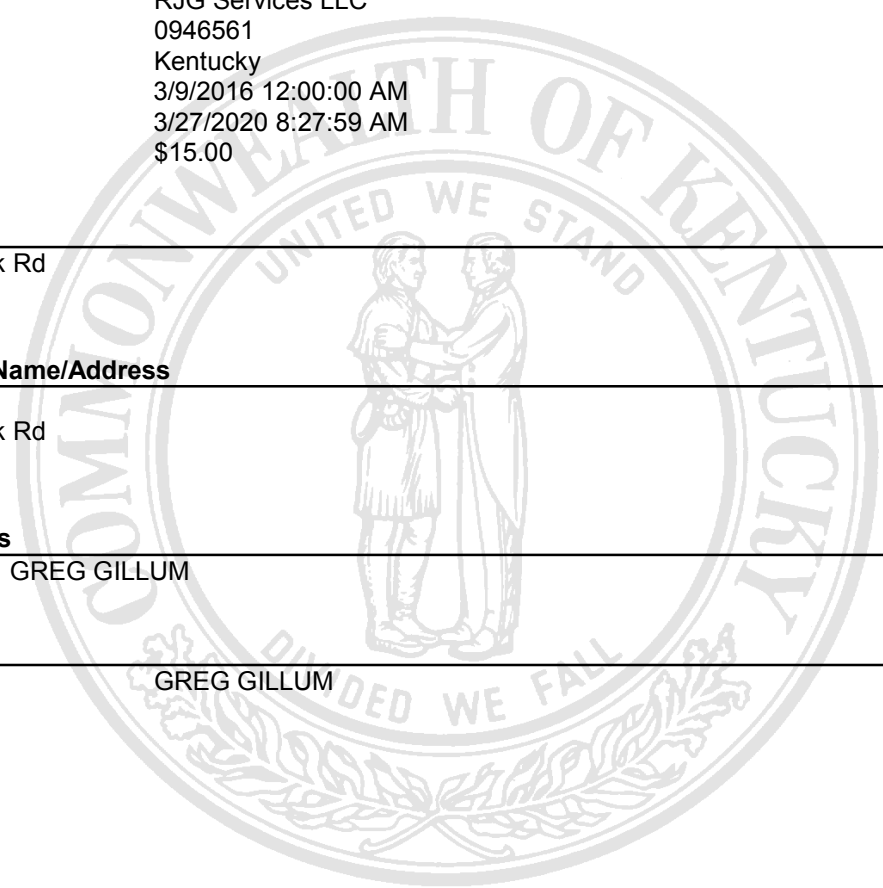 RJG Services LLC
0946561
Kentucky
3/9/2016 12:00:00 AM
3/27/2020 8:27:59 AM
$15.00
COMMONWEALTH OF KENTUCKY
UNITED WE STAND
k Rd
Name/Address
k Rd
s
GREG GILLUM
GREG GILLUM
DIVIDED WE FALL